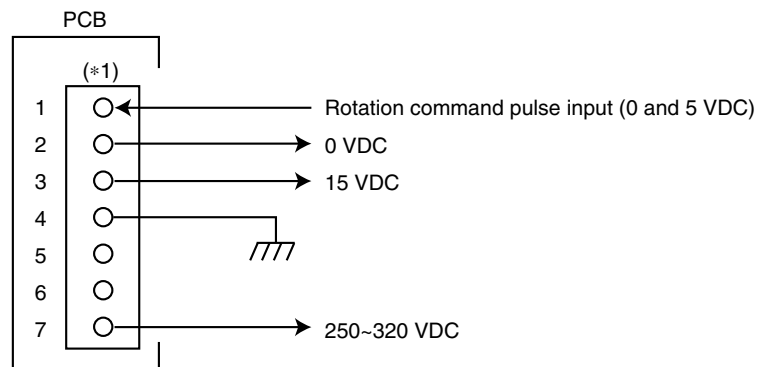 PCB
(*1)
1 Rotation command pulse input (0 and 5 VDC)
2 0 VDC
3 15 VDC
4
5
6
7 250~320 VDC